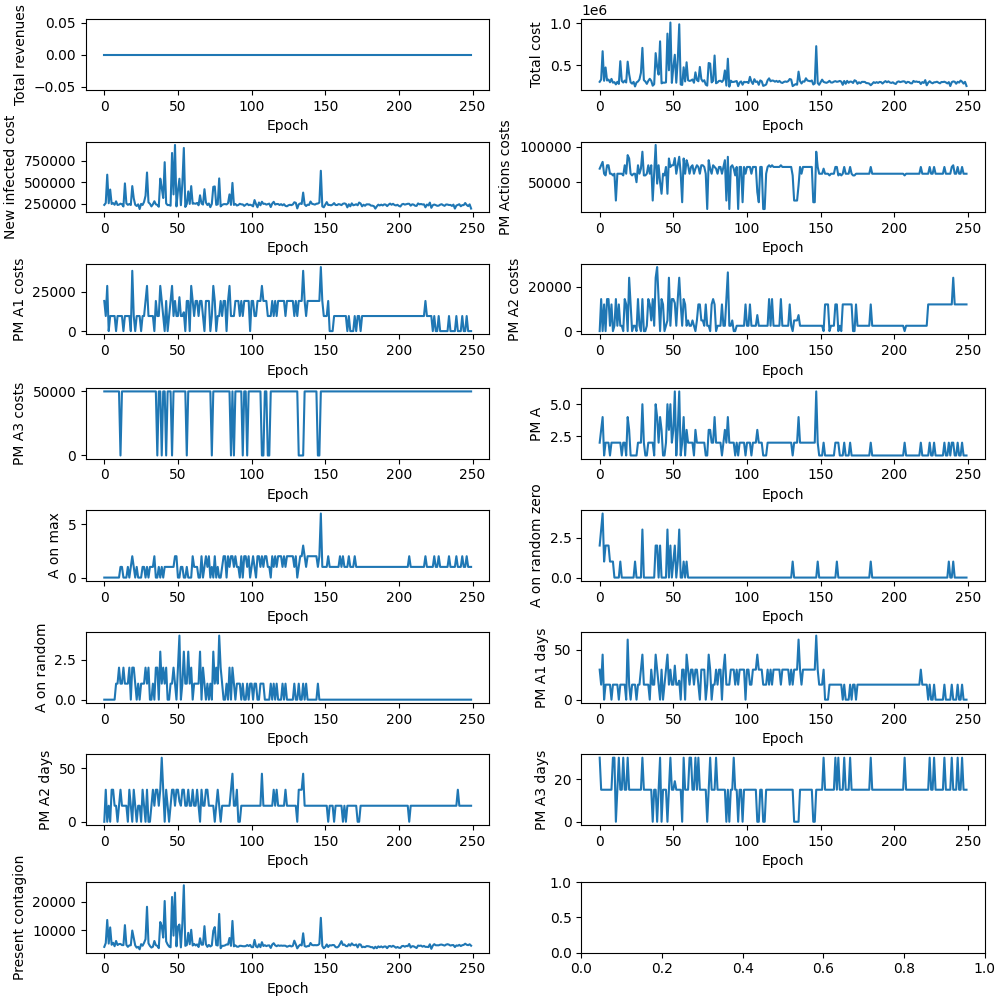 Total revenues
0.05
0.00
−0.05
0 50 100 150 200 250
Epoch
1e6
Total cost
1.0
0.5
0 50 100 150 200 250
Epoch
New infected cost
750000
500000
250000
0 50 100 150 200 250
Epoch
PM Actions costs
100000
50000
0 50 100 150 200 250
Epoch
PM A1 costs
25000
0
0 50 100 150 200 250
Epoch
PM A2 costs
20000
0
0 50 100 150 200 250
Epoch
PM A3 costs
50000
0
0 50 100 150 200 250
Epoch
PM A
5.0
2.5
0 50 100 150 200 250
Epoch
A on max
5
0
0 50 100 150 200 250
Epoch
A on random zero
2.5
0.0
0 50 100 150 200 250
Epoch
A on random
2.5
0.0
0 50 100 150 200 250
Epoch
PM A1 days
50
0
0 50 100 150 200 250
Epoch
PM A2 days
50
0
0 50 100 150 200 250
Epoch
PM A3 days
20
0
0 50 100 150 200 250
Epoch
Present contagion
20000
10000
0 50 100 150 200 250
Epoch
1.0
0.5
0.0
0.0 0.2 0.4 0.6 0.8 1.0